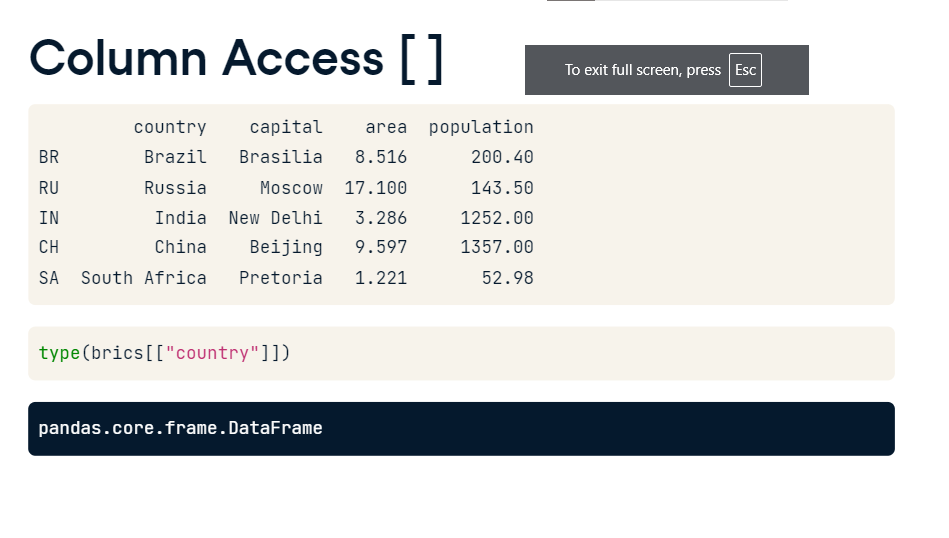 Column Access [ ]
To exit full screen, press Esc
country capital area population
BR Brazil Brasilia 8.516 200.40
RU Russia Moscow 17.100 143.50
IN India New Delhi 3.286 1252.00
CH China Beijing 9.597 1357.00
SA South Africa Pretoria 1.221 52.98
type(brics[["country"]])
pandas.core.frame.DataFrame